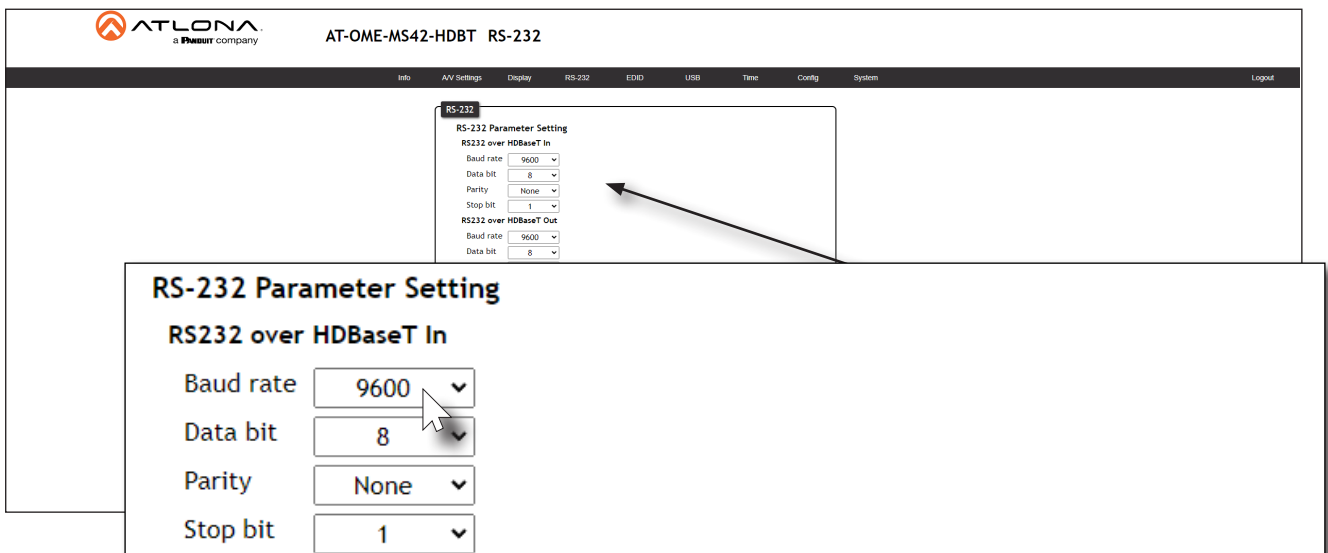 ATLONA.
a PANDUIT company
AT-OME-MS42-HDBT RS-232
Info A/V Settings Display RS-232 EDID USB Time Config System Logout
RS-232
RS-232 Parameter Setting
RS232 over HDBaseT In
Baud rate 9600
Data bit 8
Parity None
Stop bit 1
RS232 over HDBaseT Out
Baud rate 9600
Data bit 8
RS-232 Parameter Setting
RS232 over HDBaseT In
Baud rate 9600
Data bit 8
Parity None
Stop bit 1